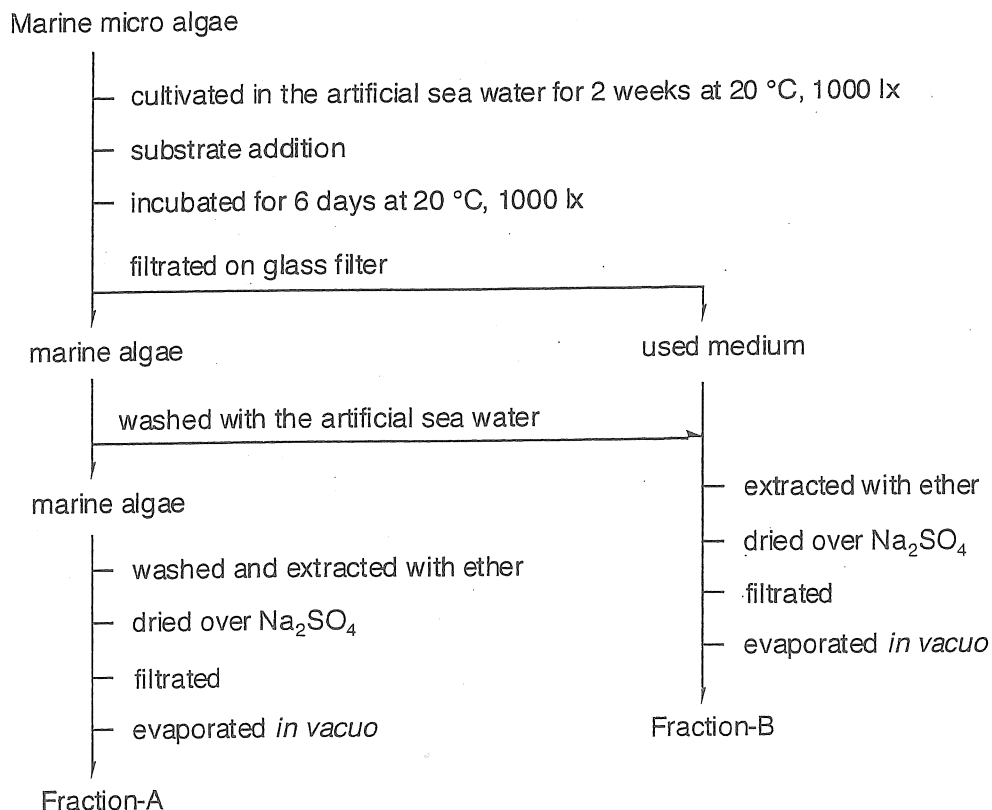 Marine micro algae
cultivated in the artificial sea water for 2 weeks at 20 °C, 1000 lx
substrate addition
incubated for 6 days at 20 °C, 1000 lx
filtrated on glass filter
marine algae
used medium
washed with the artificial sea water
marine algae
washed and extracted with ether
dried over Na₂SO₄
filtrated
evaporated in vacuo
Fraction-A
extracted with ether
dried over Na₂SO₄
filtrated
evaporated in vacuo
Fraction-B